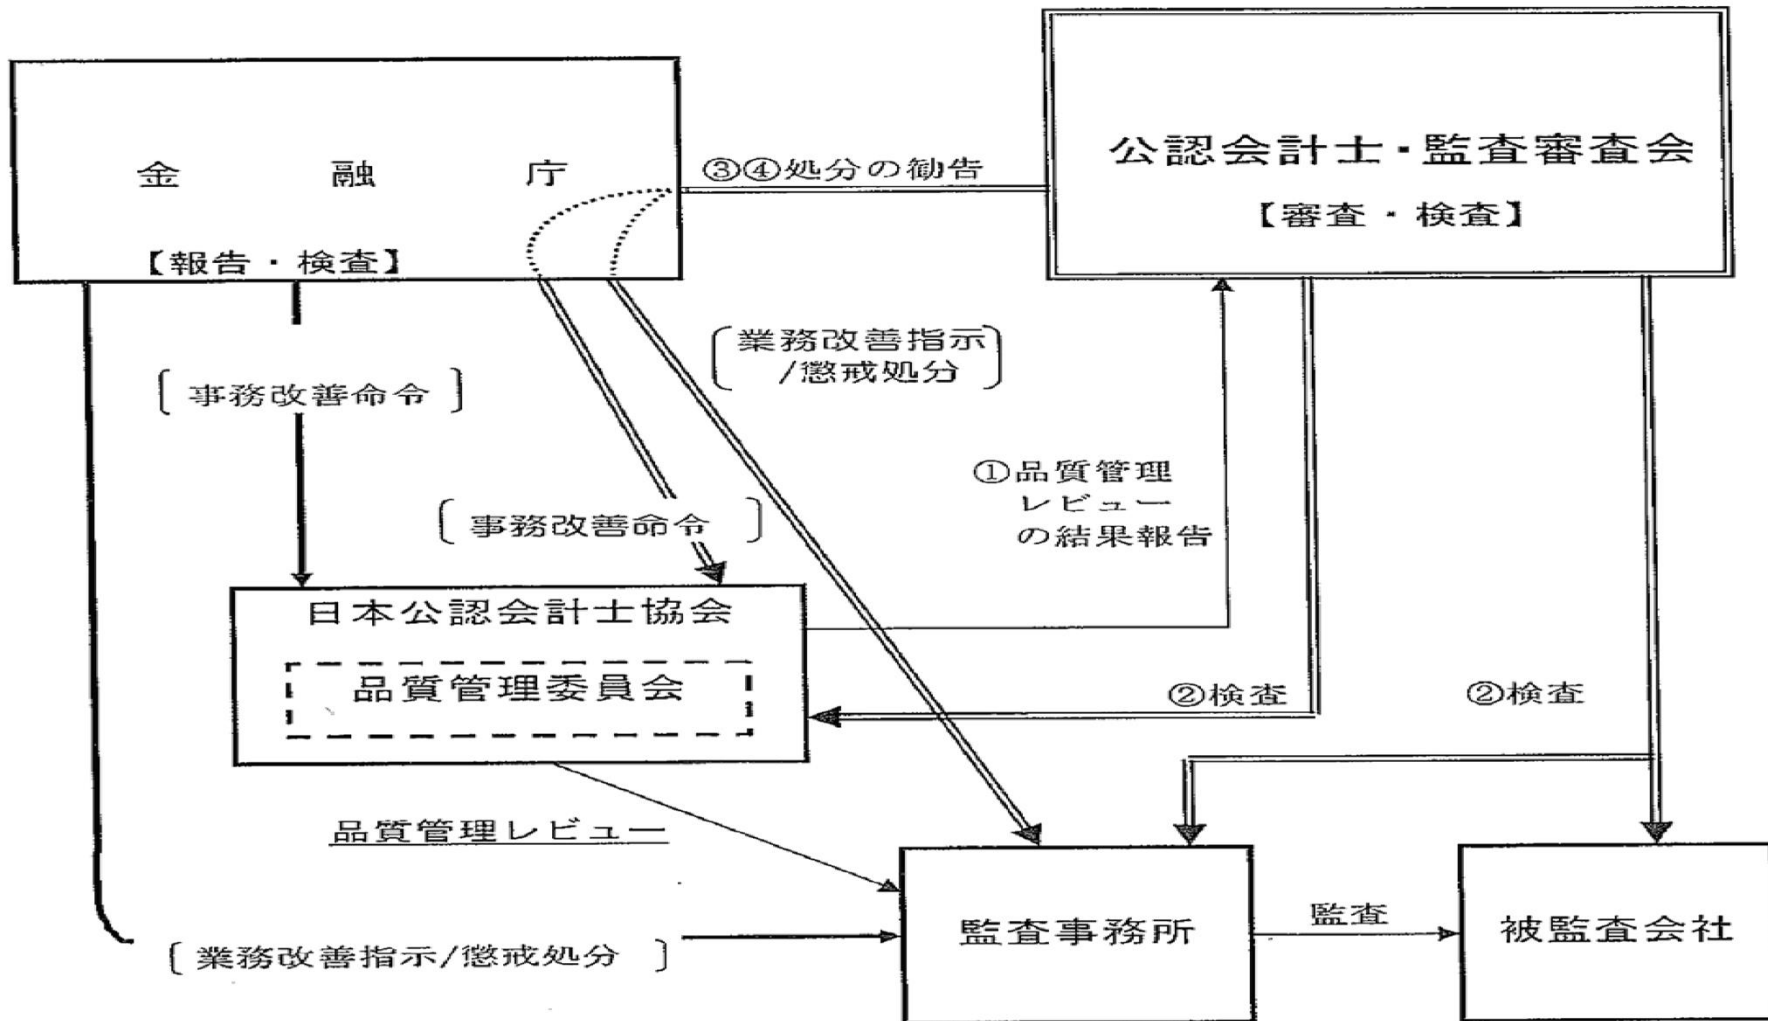 金融庁
【報告・検査】
③④処分の勧告
公認会計士・監査審査会
【審査・検査】
〔事務改善命令〕
〔業務改善指示
/懲戒処分〕
〔事務改善命令〕
①品質管理
レビュー
の結果報告
日本公認会計士協会
品質管理委員会
②検査
②検査
品質管理レビュー
〔業務改善指示/懲戒処分〕
監査事務所
監査
被監査会社